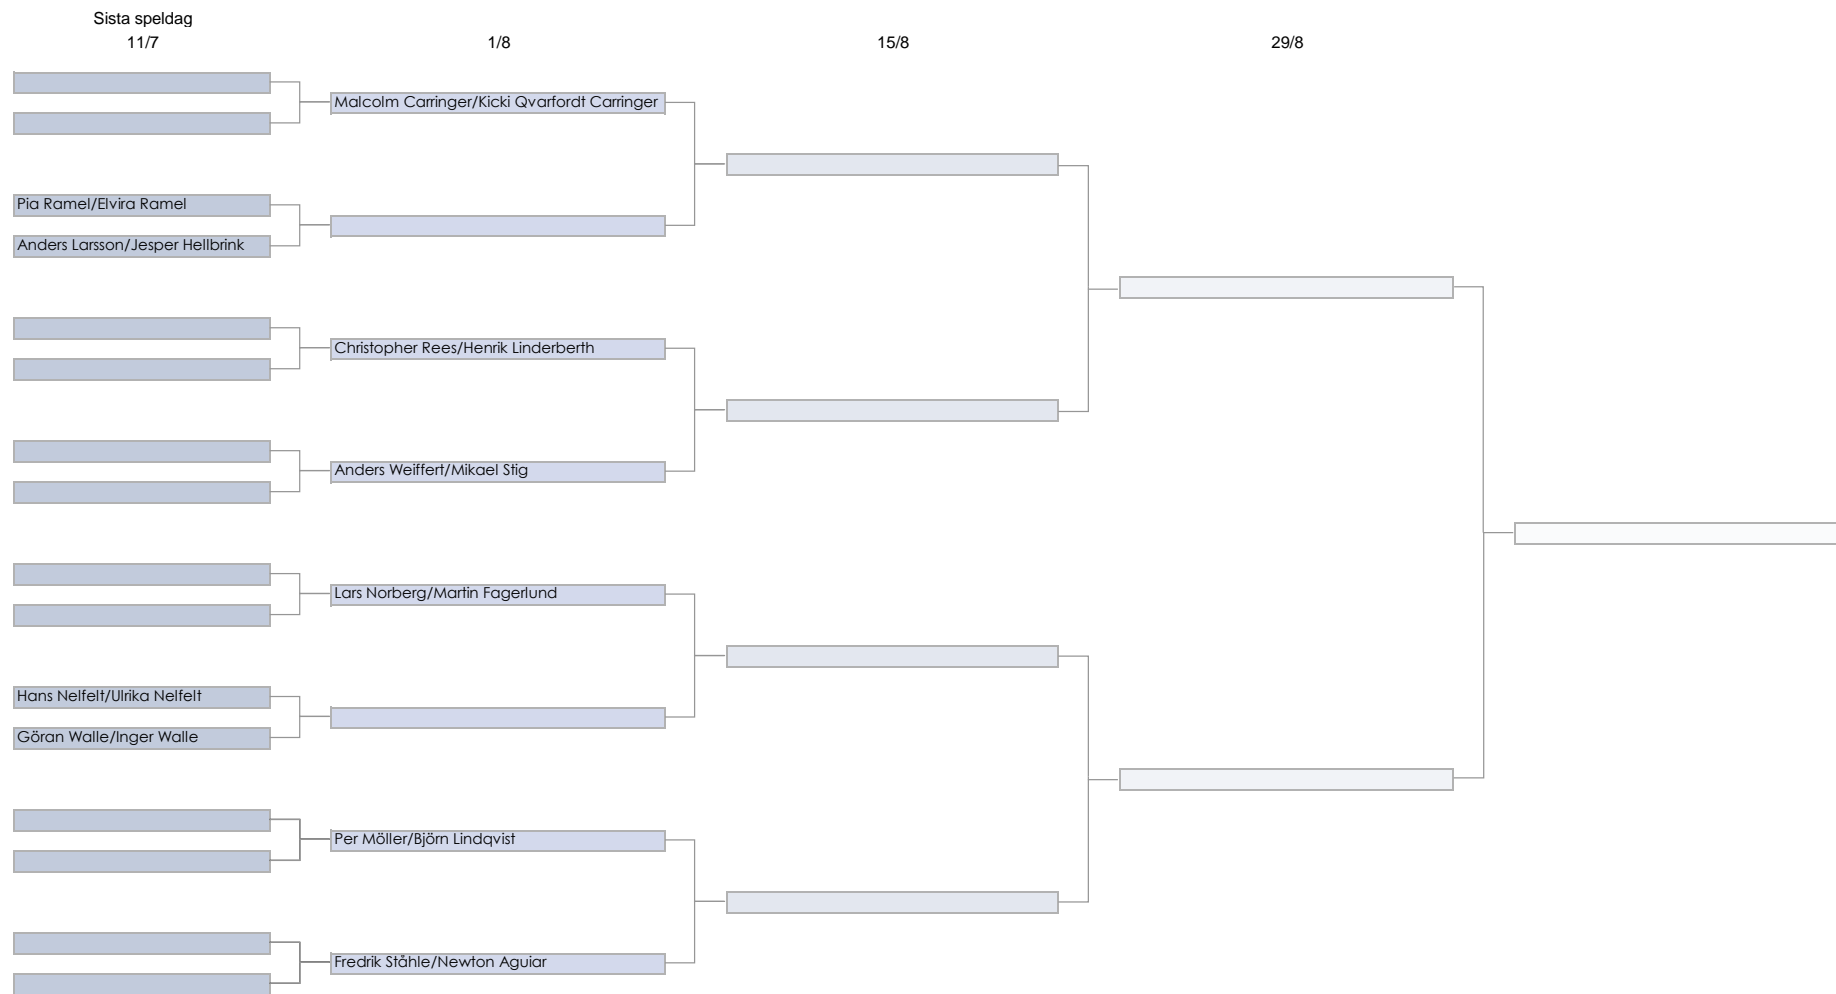 Sista speldag
11/7
1/8
15/8
29/8
Malcolm Carringer/Kicki Qvarfordt Carringer
Pia Ramel/Elvira Ramel
Anders Larsson/Jesper Hellbrink
Christopher Rees/Henrik Linderberth
Anders Weiffert/Mikael Stig
Lars Norberg/Martin Fagerlund
Hans Nelfelt/Ulrika Nelfelt
Göran Walle/Inger Walle
Per Möller/Björn Lindqvist
Fredrik Ståhle/Newton Aguiar